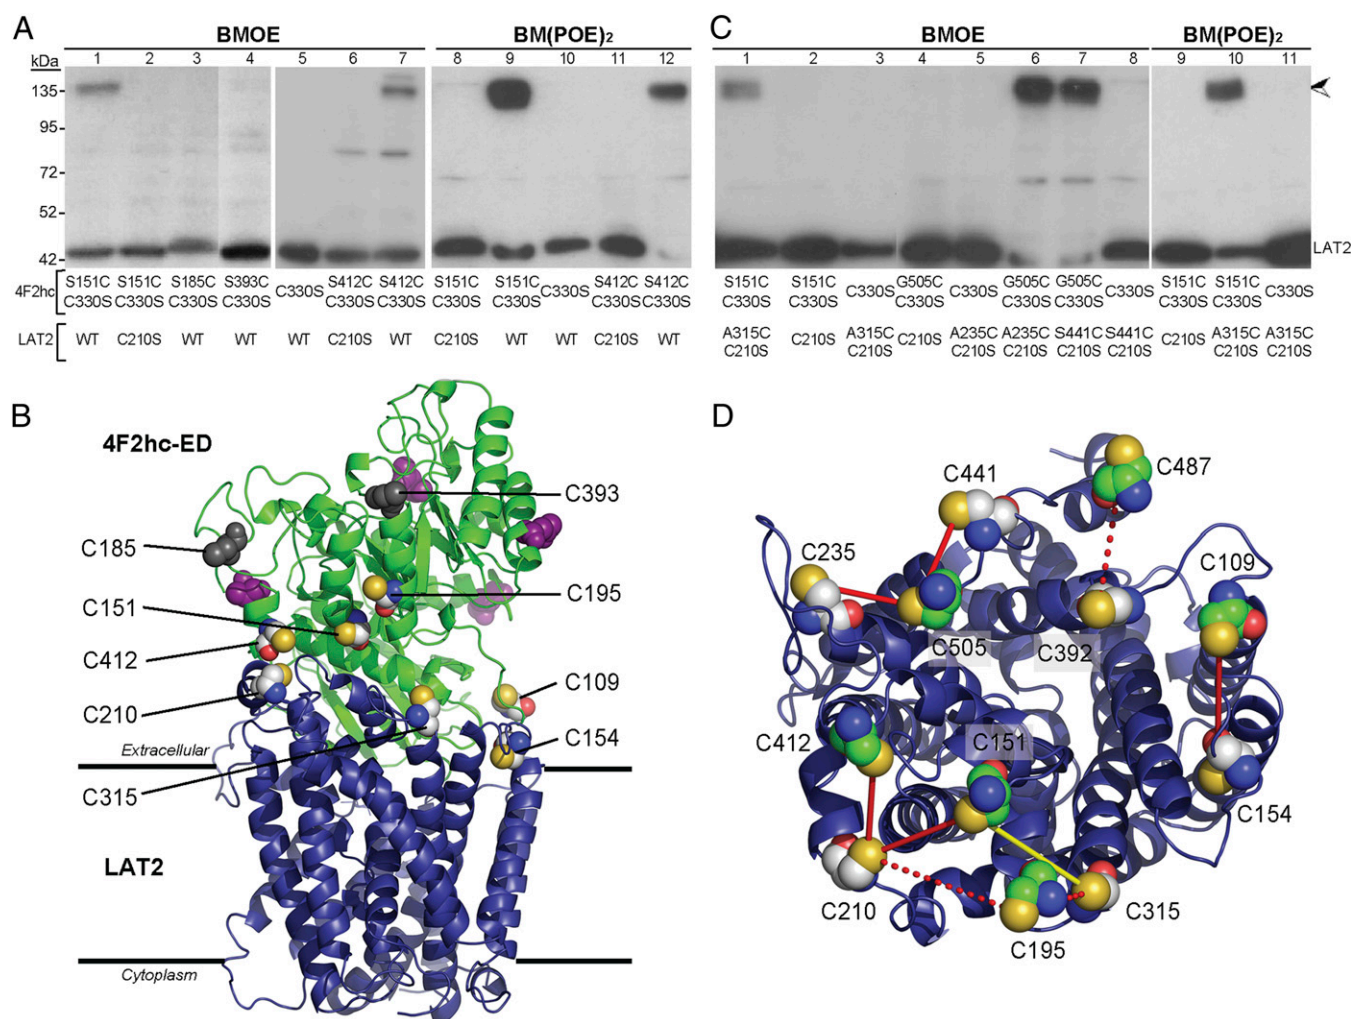 A
BMOE
BM(POE)2
kDa
1 2 3 4 5 6 7 8 9 10 11 12
135
95
72
52
42
4F2hc
S151C S151C S185C S393C S412C S412C S151C S151C S412C S412C
C330S C330S C330S C330S C330S C330S C330S C330S C330S C330S C330S C330S
LAT2
WT C210S WT WT WT C210S WT C210S WT WT C210S WT
C
BMOE
BM(POE)2
1 2 3 4 5 6 7 8 9 10 11
LAT2
S151C S151C G505C G505C G505C S151C S151C
C330S C330S C330S C330S C330S C330S C330S C330S C330S C330S C330S
A315C C210S A315C C210S A235C A235C S441C S441C C210S A315C A315C
C210S C210S C210S C210S C210S C210S C210S C210S
B
4F2hc-ED
C393
C185
C195
C151
C412
C109
C210
Extracellular
C154
C315
LAT2
Cytoplasm
D
C441
C487
C235
C109
C505
C392
C412
C151
C154
C210
C315
C195